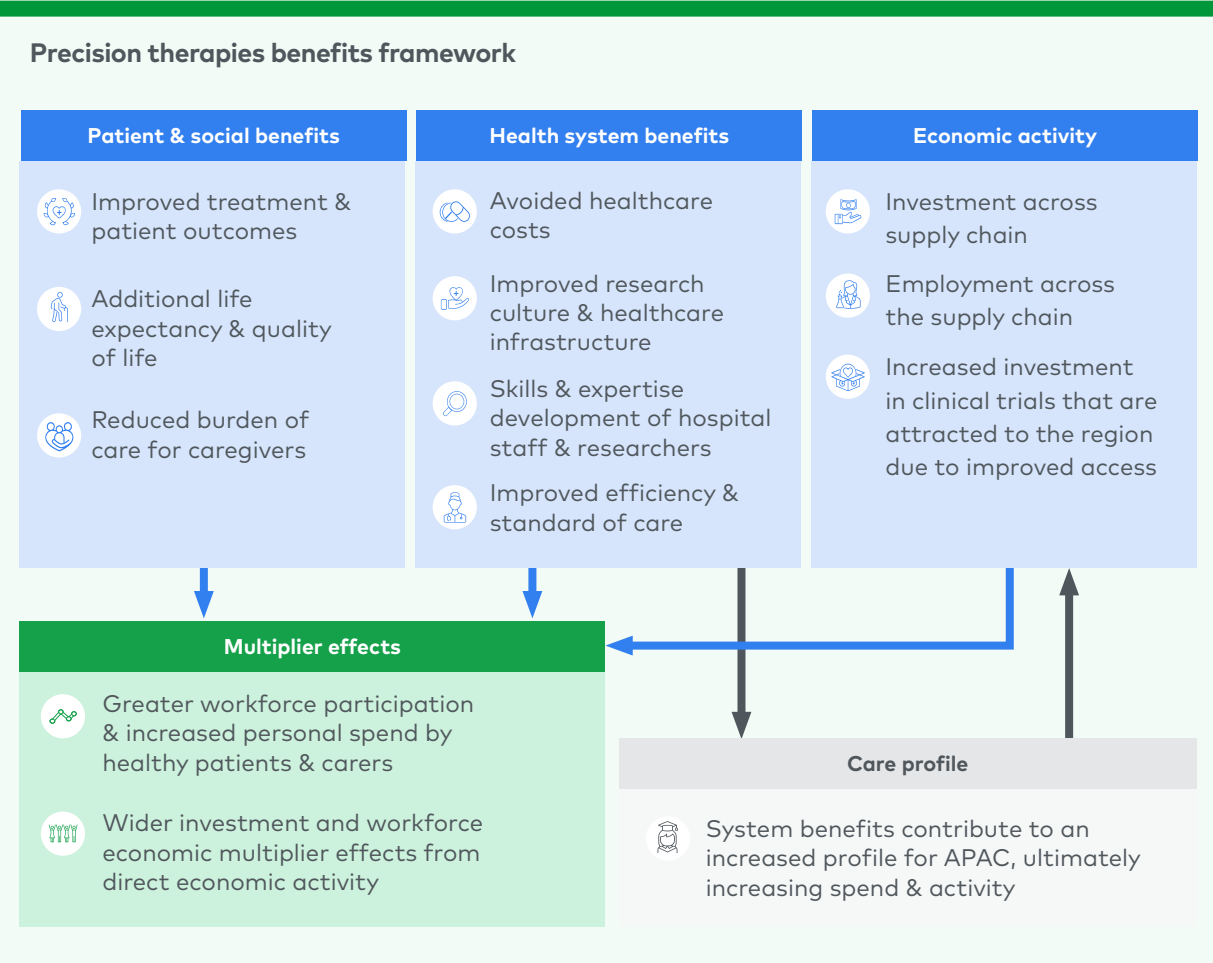 Precision therapies benefits framework
Patient & social benefits
Improved treatment &
patient outcomes
Additional life
expectancy & quality
of life
Reduced burden of
care for caregivers
Health system benefits
Avoided healthcare
costs
Improved research
culture & healthcare
infrastructure
Skills & expertise
development of hospital
staff & researchers
Improved efficiency &
standard of care
Economic activity
Investment across
supply chain
Employment across
the supply chain
Increased investment
in clinical trials that are
attracted to the region
due to improved access
Multiplier effects
Greater workforce participation
& increased personal spend by
healthy patients & carers
Wider investment and workforce
economic multiplier effects from
direct economic activity
Care profile
System benefits contribute to an
increased profile for APAC, ultimately
increasing spend & activity